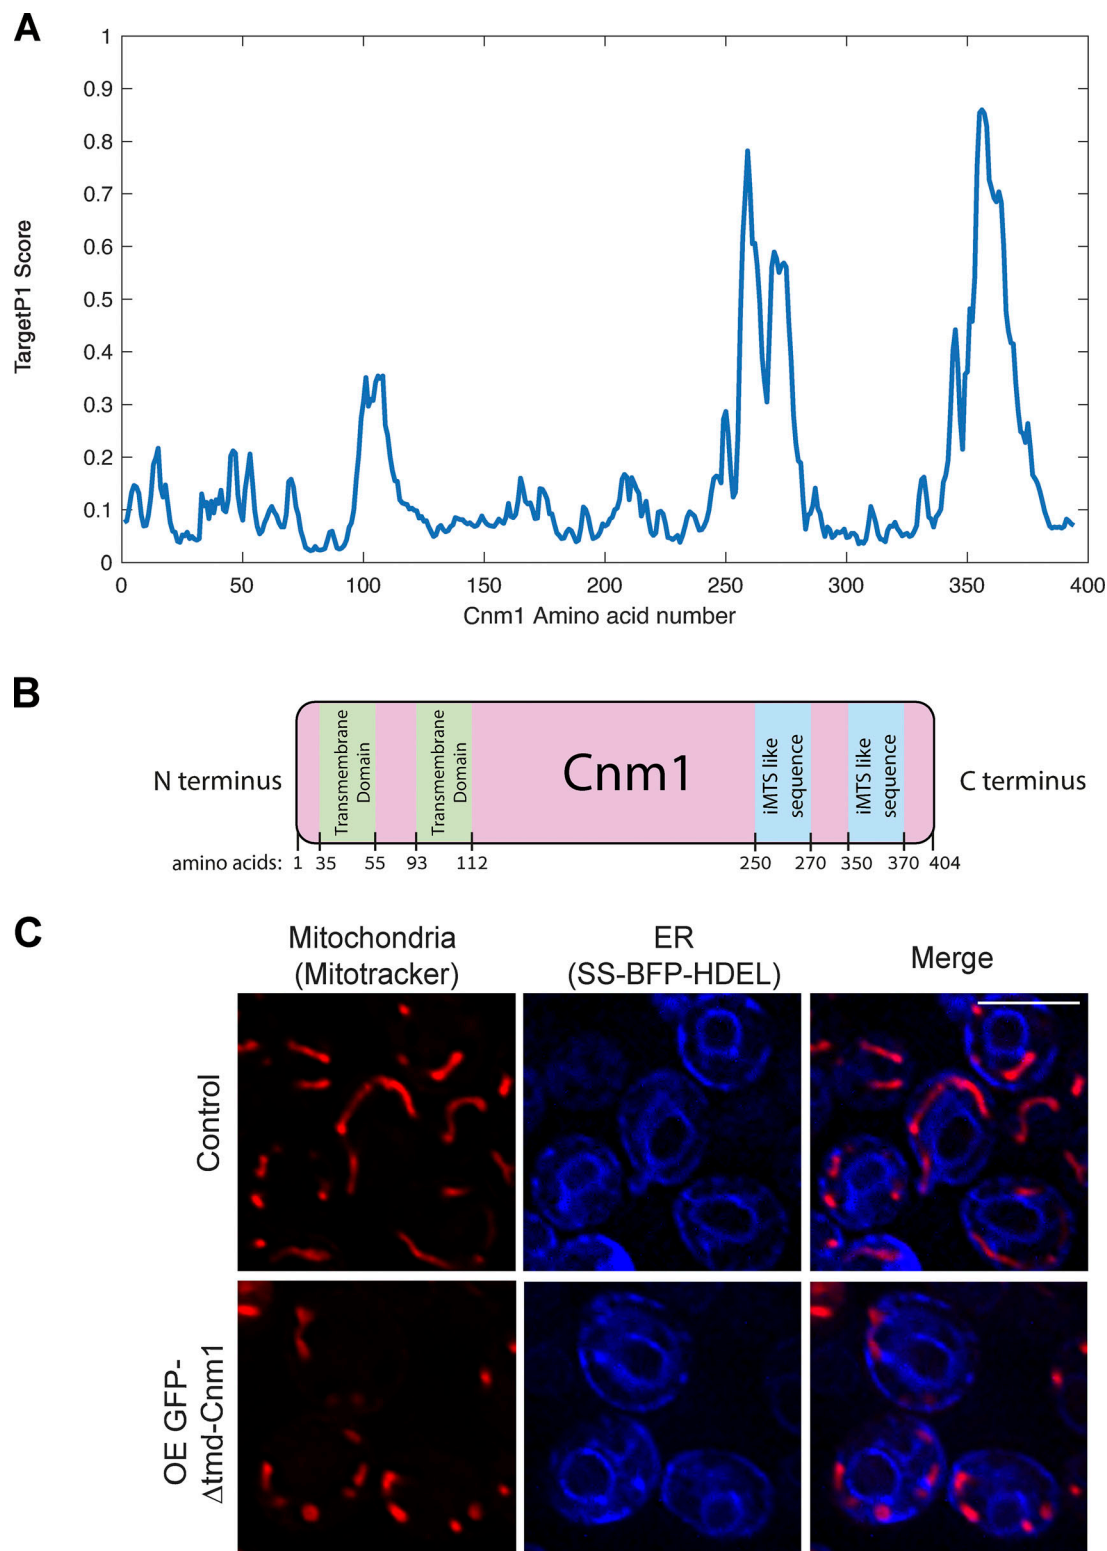 A
1
0.9
0.8
0.7
0.6
0.5
0.4
0.3
0.2
0.1
0
TargetP1 Score
0 50 100 150 200 250 300 350 400
Cnm1 Amino acid number
B
N terminus
Transmembrane
Domain
Transmembrane
Domain
Cnm1
iMTS like
sequence
iMTS like
sequence
C terminus
amino acids: 1 35 55 93 112 250 270 350 370 404
C
Mitochondria
(Mitotracker)
ER
(SS-BFP-HDEL)
Merge
Control
OE GFP-
Δtmd-Cnm1